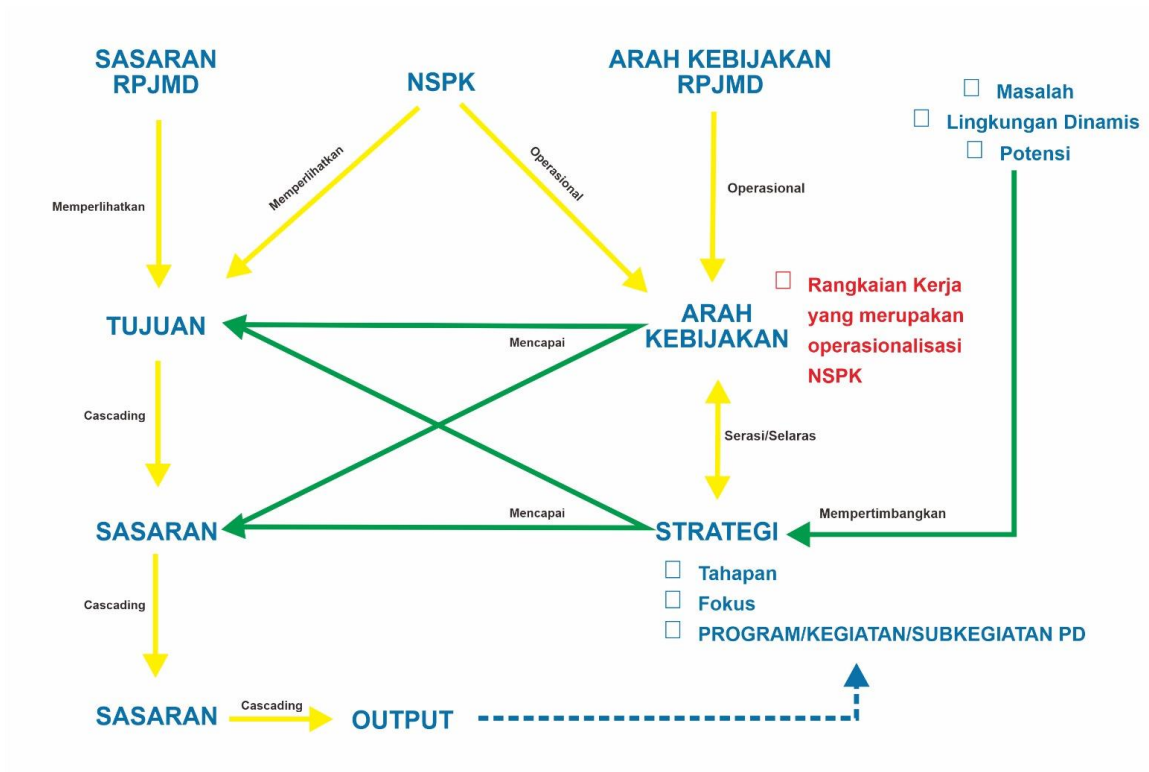 SASARAN
RPJMD
NSPK
ARAH KEBIJAKAN
RPJMD
Masalah
Lingkungan Dinamis
Potensi
Memperlihatkan
Memperlihatkan
Operasional
Operasional
TUJUAN
ARAH
KEBIJAKAN
Rangkaian Kerja
yang merupakan
operasionalisasi
NSPK
Mencapai
Cascading
Serasi/Selaras
SASARAN
Mencapai
STRATEGI
Mempertimbangkan
Tahapan
Fokus
PROGRAM/KEGIATAN/SUBKEGIATAN PD
Cascading
SASARAN
Cascading
OUTPUT